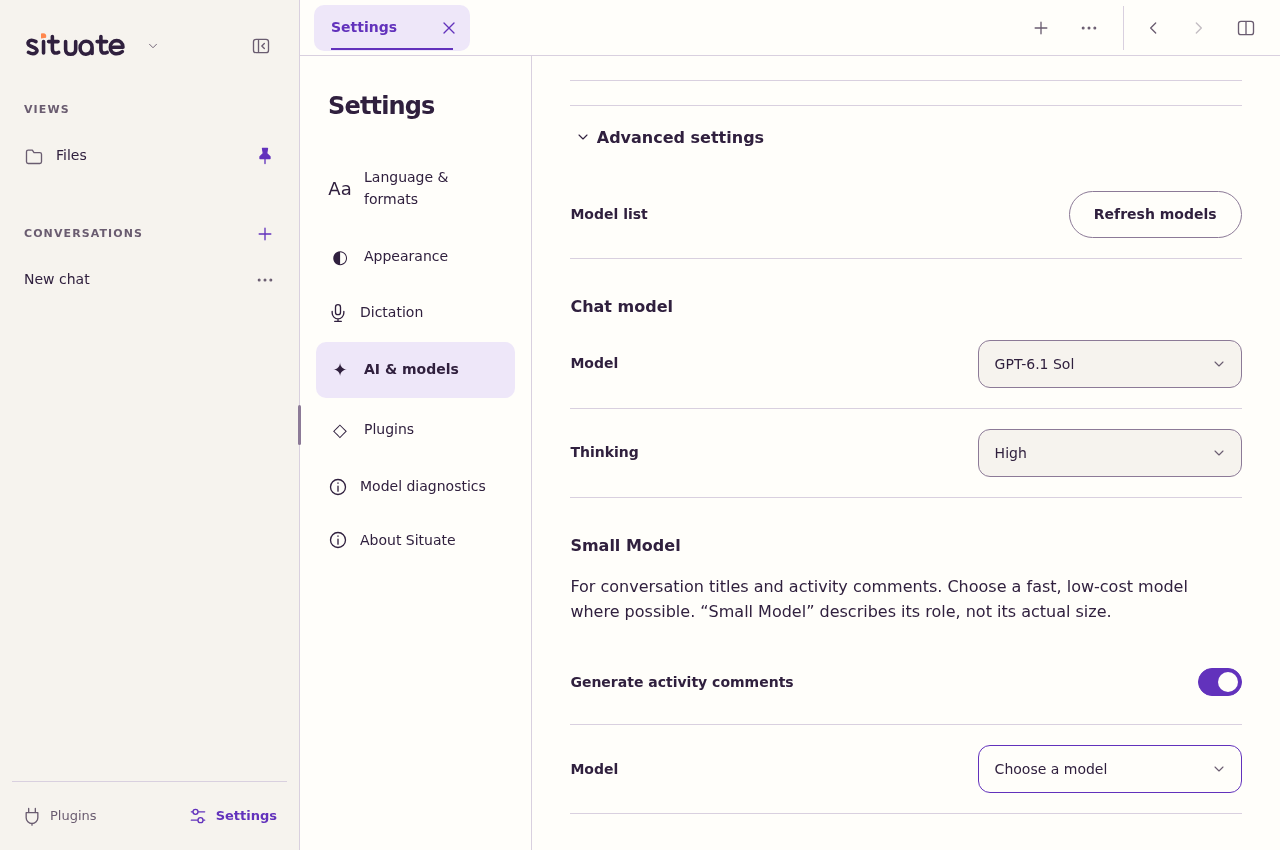 situate
VIEWS
Files
CONVERSATIONS
New chat
Plugins
Settings
Settings
Settings
Aa
Language &
formats
Appearance
Dictation
AI & models
Plugins
Model diagnostics
About Situate
Advanced settings
Model list
Refresh models
Chat model
Model
GPT-6.1 Sol
Thinking
High
Small Model
For conversation titles and activity comments. Choose a fast, low-cost model
where possible. “Small Model” describes its role, not its actual size.
Generate activity comments
Model
Choose a model